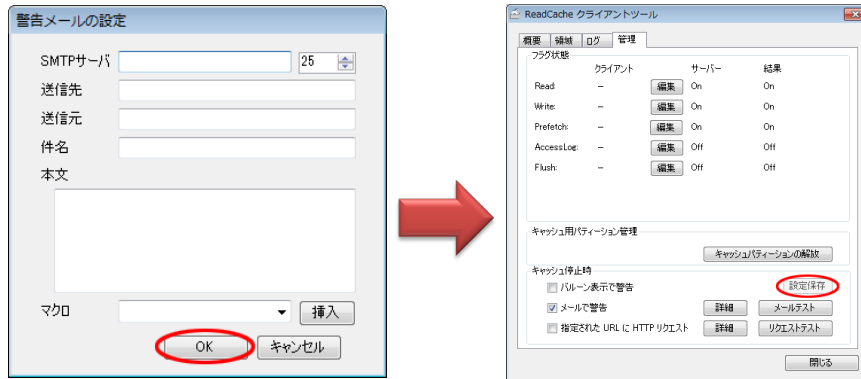 警告メールの設定
SMTPサーバ 25
送信先
送信元
件名
本文
マクロ 挿入
OK キャンセル
ReadCache クライアントツール
概要 領域 ログ 管理
フラグ状態
クライアント サーバー 結果
Read: － 編集 On On
Write: － 編集 On On
Prefetch: － 編集 On On
AccessLog: － 編集 Off Off
Flush: － 編集 Off Off
キャッシュ用パティーション管理
キャッシュパティーションの解放
キャッシュ停止時
バルーン表示で警告 設定保存
メールで警告 詳細 メールテスト
指定された URL に HTTP リクエスト 詳細 リクエストテスト
閉じる